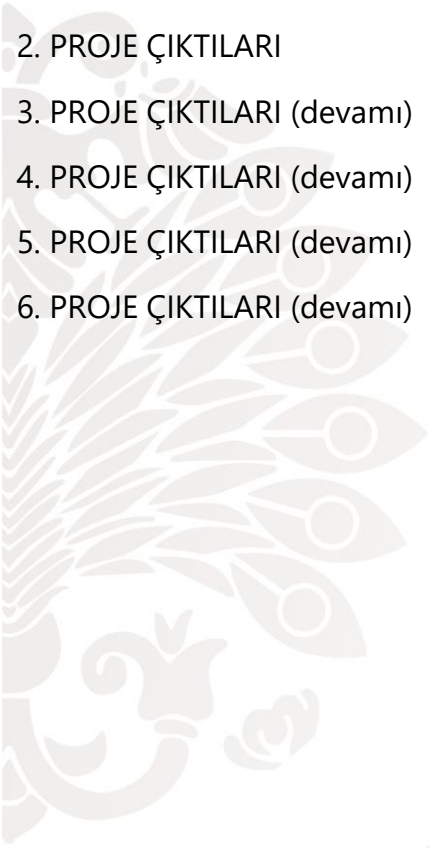 2. PROJE ÇIKTILARI
3. PROJE ÇIKTILARI (devamı)
4. PROJE ÇIKTILARI (devamı)
5. PROJE ÇIKTILARI (devamı)
6. PROJE ÇIKTILARI (devamı)